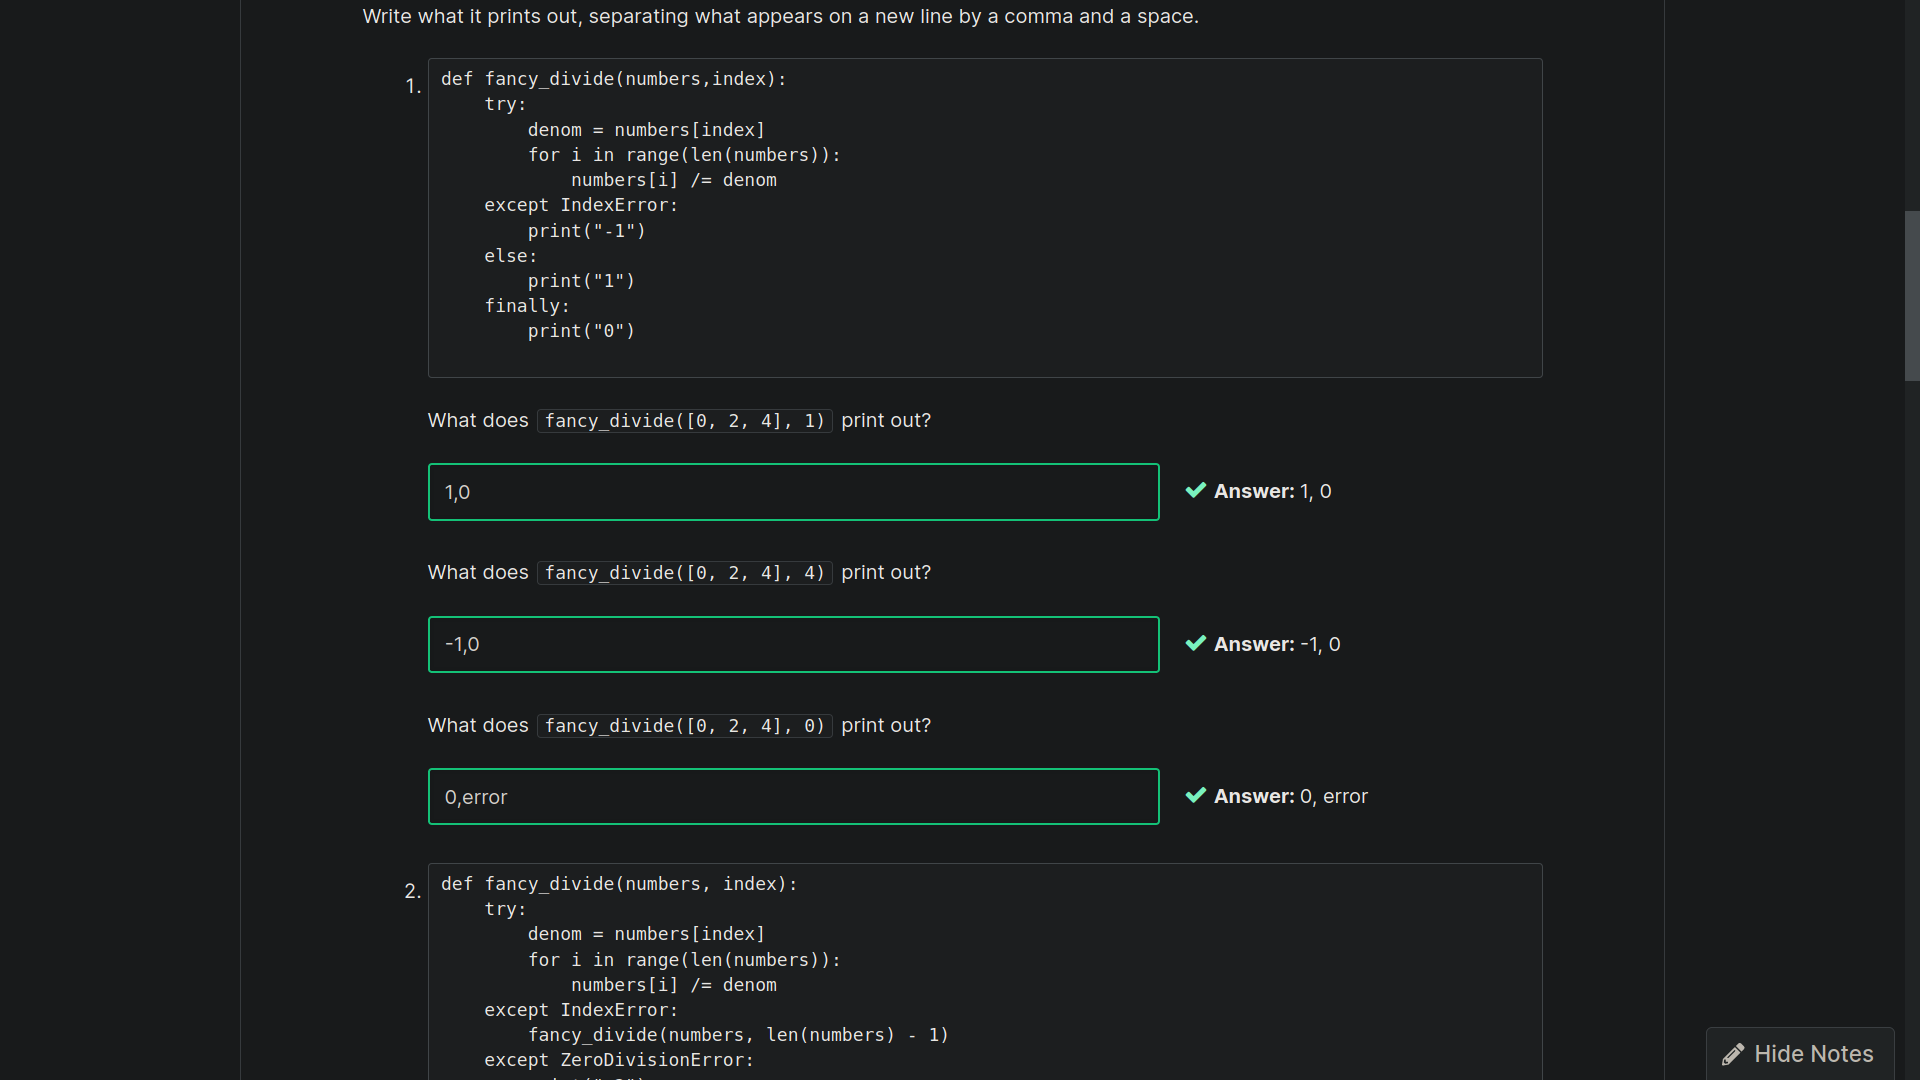 Write what it prints out, separating what appears on a new line by a comma and a space.
1.
def fancy_divide(numbers,index):
    try:
        denom = numbers[index]
        for i in range(len(numbers)):
            numbers[i] /= denom
    except IndexError:
        print("-1")
    else:
        print("1")
    finally:
        print("0")
What does fancy_divide([0, 2, 4], 1) print out?
1,0
Answer: 1, 0
What does fancy_divide([0, 2, 4], 4) print out?
-1,0
Answer: -1, 0
What does fancy_divide([0, 2, 4], 0) print out?
0,error
Answer: 0, error
2.
def fancy_divide(numbers, index):
    try:
        denom = numbers[index]
        for i in range(len(numbers)):
            numbers[i] /= denom
    except IndexError:
        fancy_divide(numbers, len(numbers) - 1)
    except ZeroDivisionError:
Hide Notes